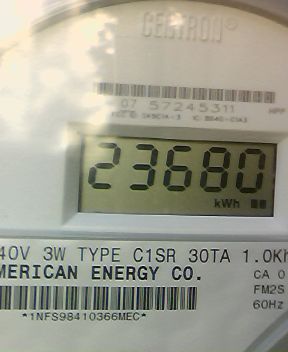 CENTRON®
07 57245311
23680
kWh
40V 3W TYPE C1SR 30TA 1.0Kh
MERICAN ENERGY CO.
CA 0
FM2S
60Hz
*1NFS98410366MEC*